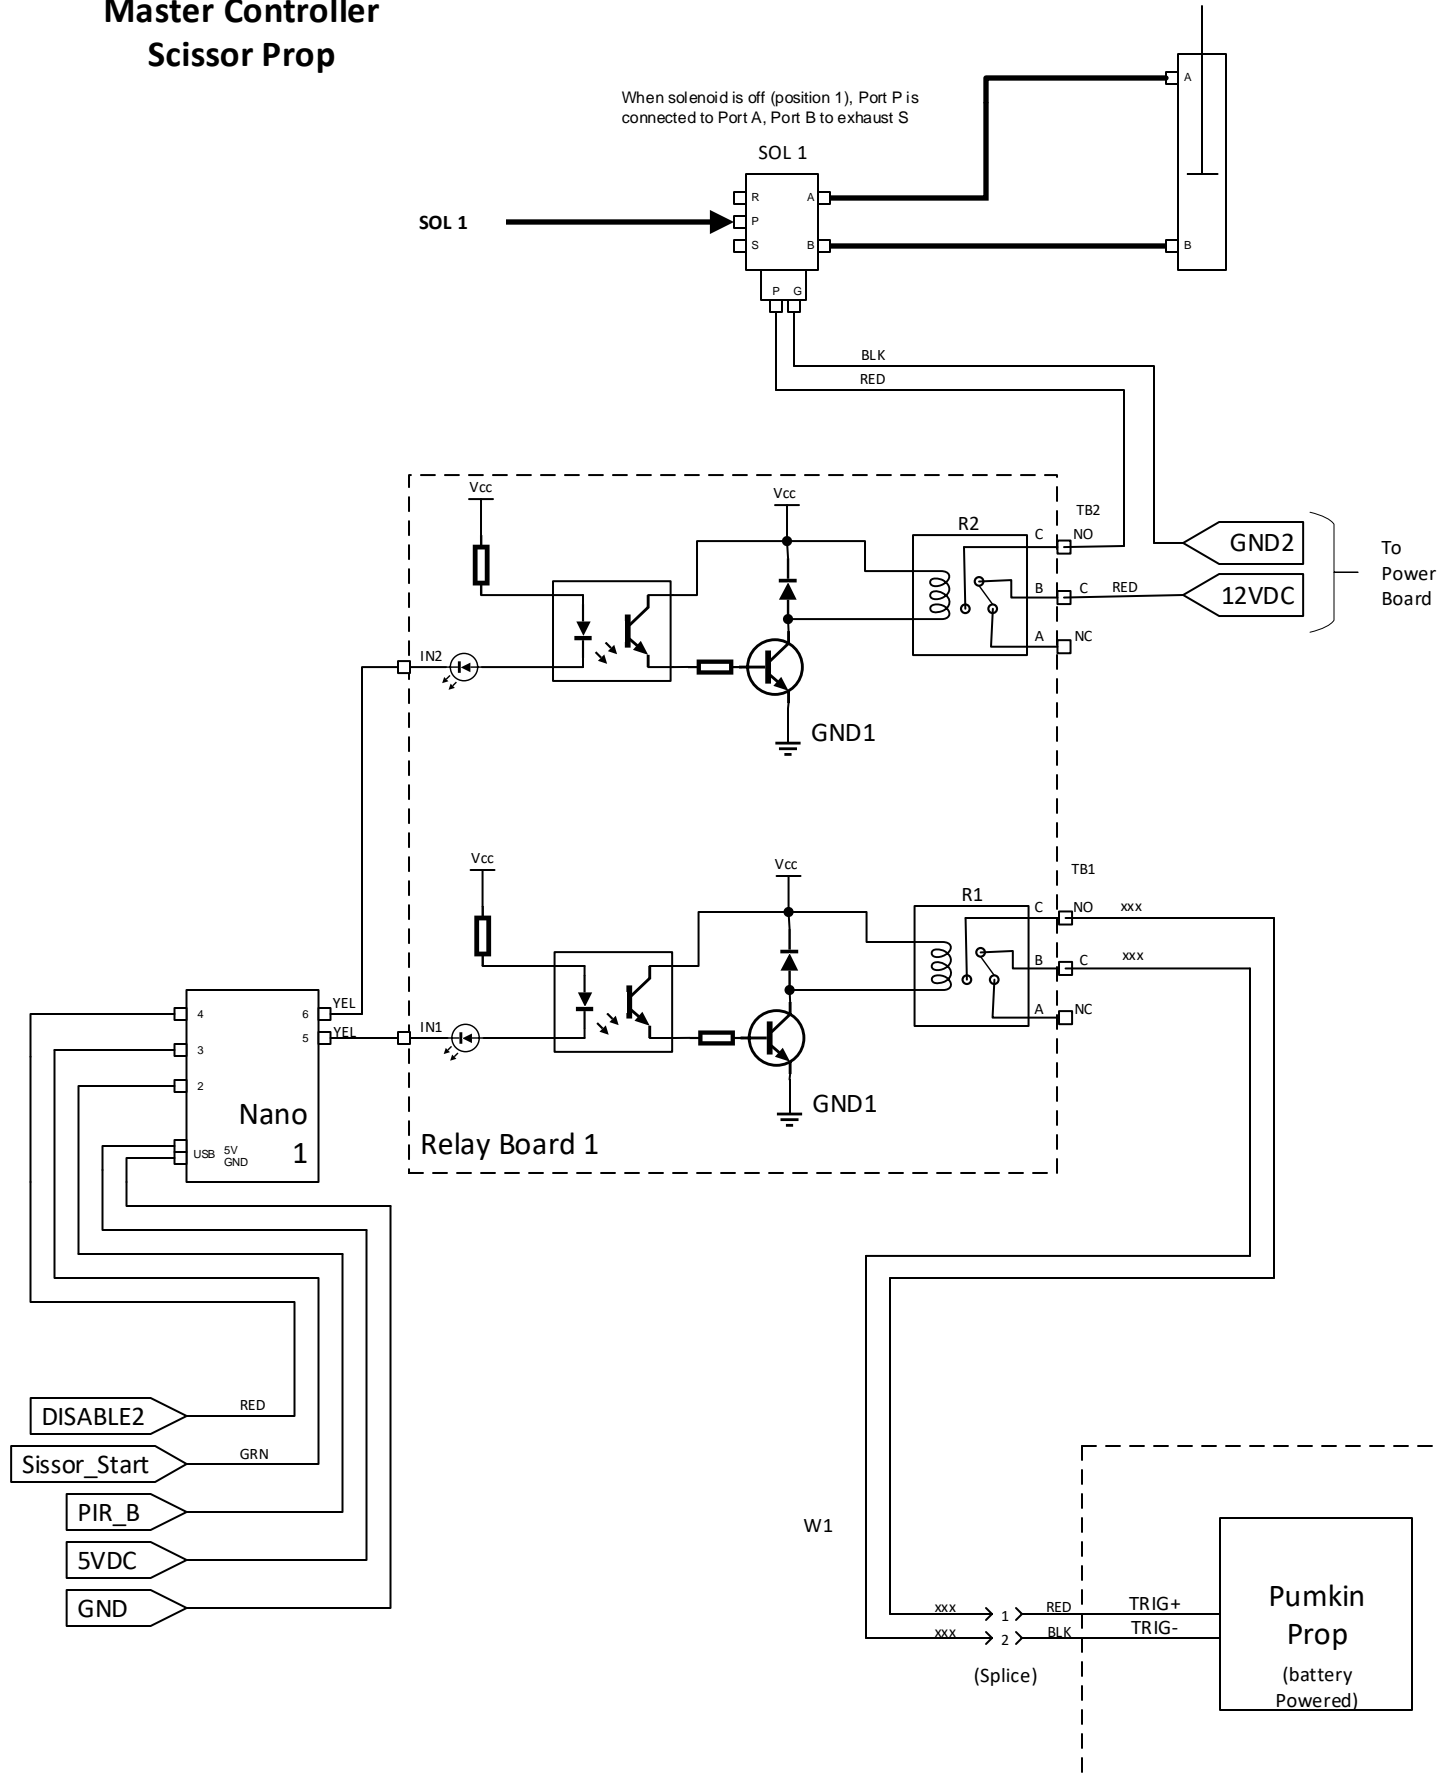 Master Controller
Scissor Prop
When solenoid is off (position 1), Port P is
connected to Port A, Port B to exhaust S
SOL 1
SOL 1
R
P
S
A
B
P G
A
B
BLK
RED
Vcc
Vcc
R2
TB2
C NO
B C RED
A NC
GND2
12VDC
To
Power
Board
IN2
GND1
Vcc
Vcc
R1
TB1
C NO xxx
B C xxx
A NC
IN1
GND1
Relay Board 1
4
3
2
USB 5V
GND
6 YEL
5 YEL
Nano
1
DISABLE2 RED
Sissor_Start GRN
PIR_B
5VDC
GND
W1
xxx 1 RED TRIG+
xxx 2 BLK TRIG-
(Splice)
Pumkin
Prop
(battery
Powered)